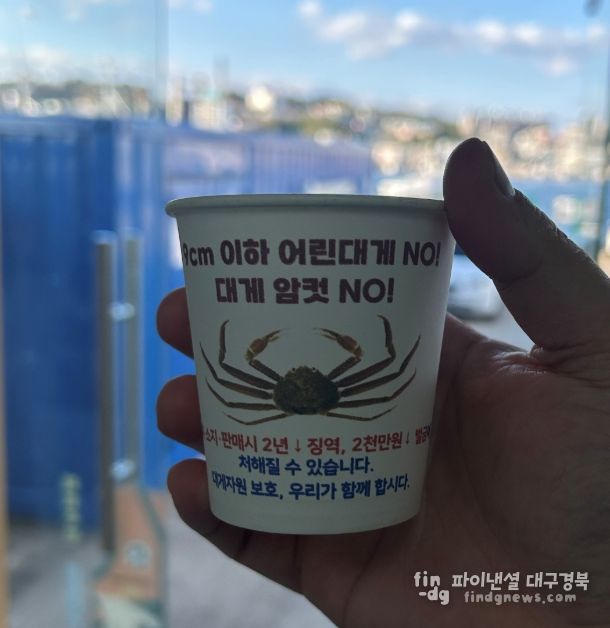 9cm 이하 어린대게 NO!
대게 암컷 NO!
소지·판매시 2년↓징역, 2천만원↓벌금
처해질 수 있습니다.
대게자원 보호, 우리가 함께 합시다.
fin 파이낸셜 대구경북
-dg findgnews.com